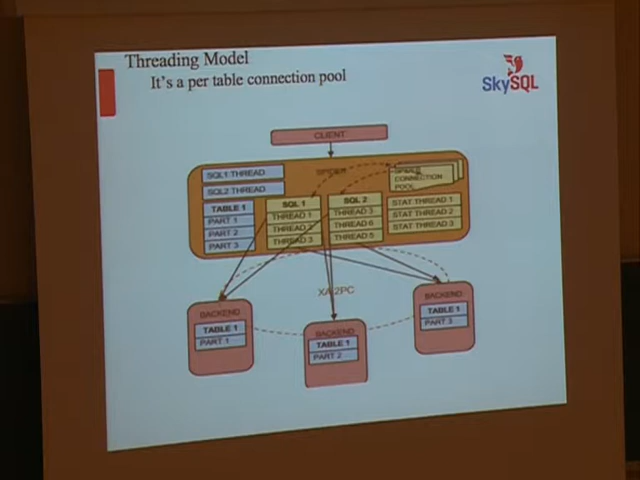 Threading Model
It's a per table connection pool
SkySQL
CLIENT
SPIDER
SQL1 THREAD
SQL2 THREAD
TABLE 1
PART 1
PART 2
PART 3
SQL 1
THREAD 1
THREAD 2
THREAD 3
SQL 2
THREAD 3
THREAD 6
THREAD 5
SPIDER
CONNECTION
POOL
STAT THREAD 1
STAT THREAD 2
STAT THREAD 3
XA 2PC
BACKEND
TABLE 1
PART 1
BACKEND
TABLE 1
PART 2
BACKEND
TABLE 1
PART 3